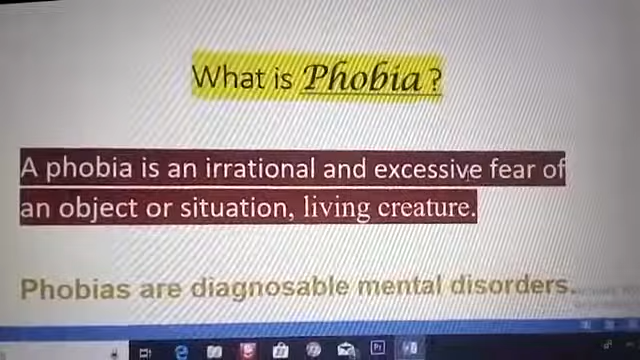 What is Phobia ?
A phobia is an irrational and excessive fear of
an object or situation, living creature.
Phobias are diagnosable mental disorders.
Pr